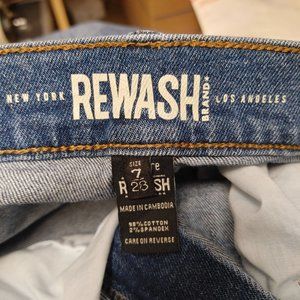 NEW YORK REWASH BRAND LOS ANGELES
SIZE
7
28
MADE IN CAMBODIA
98% COTTON
2% SPANDEX
CARE ON REVERSE